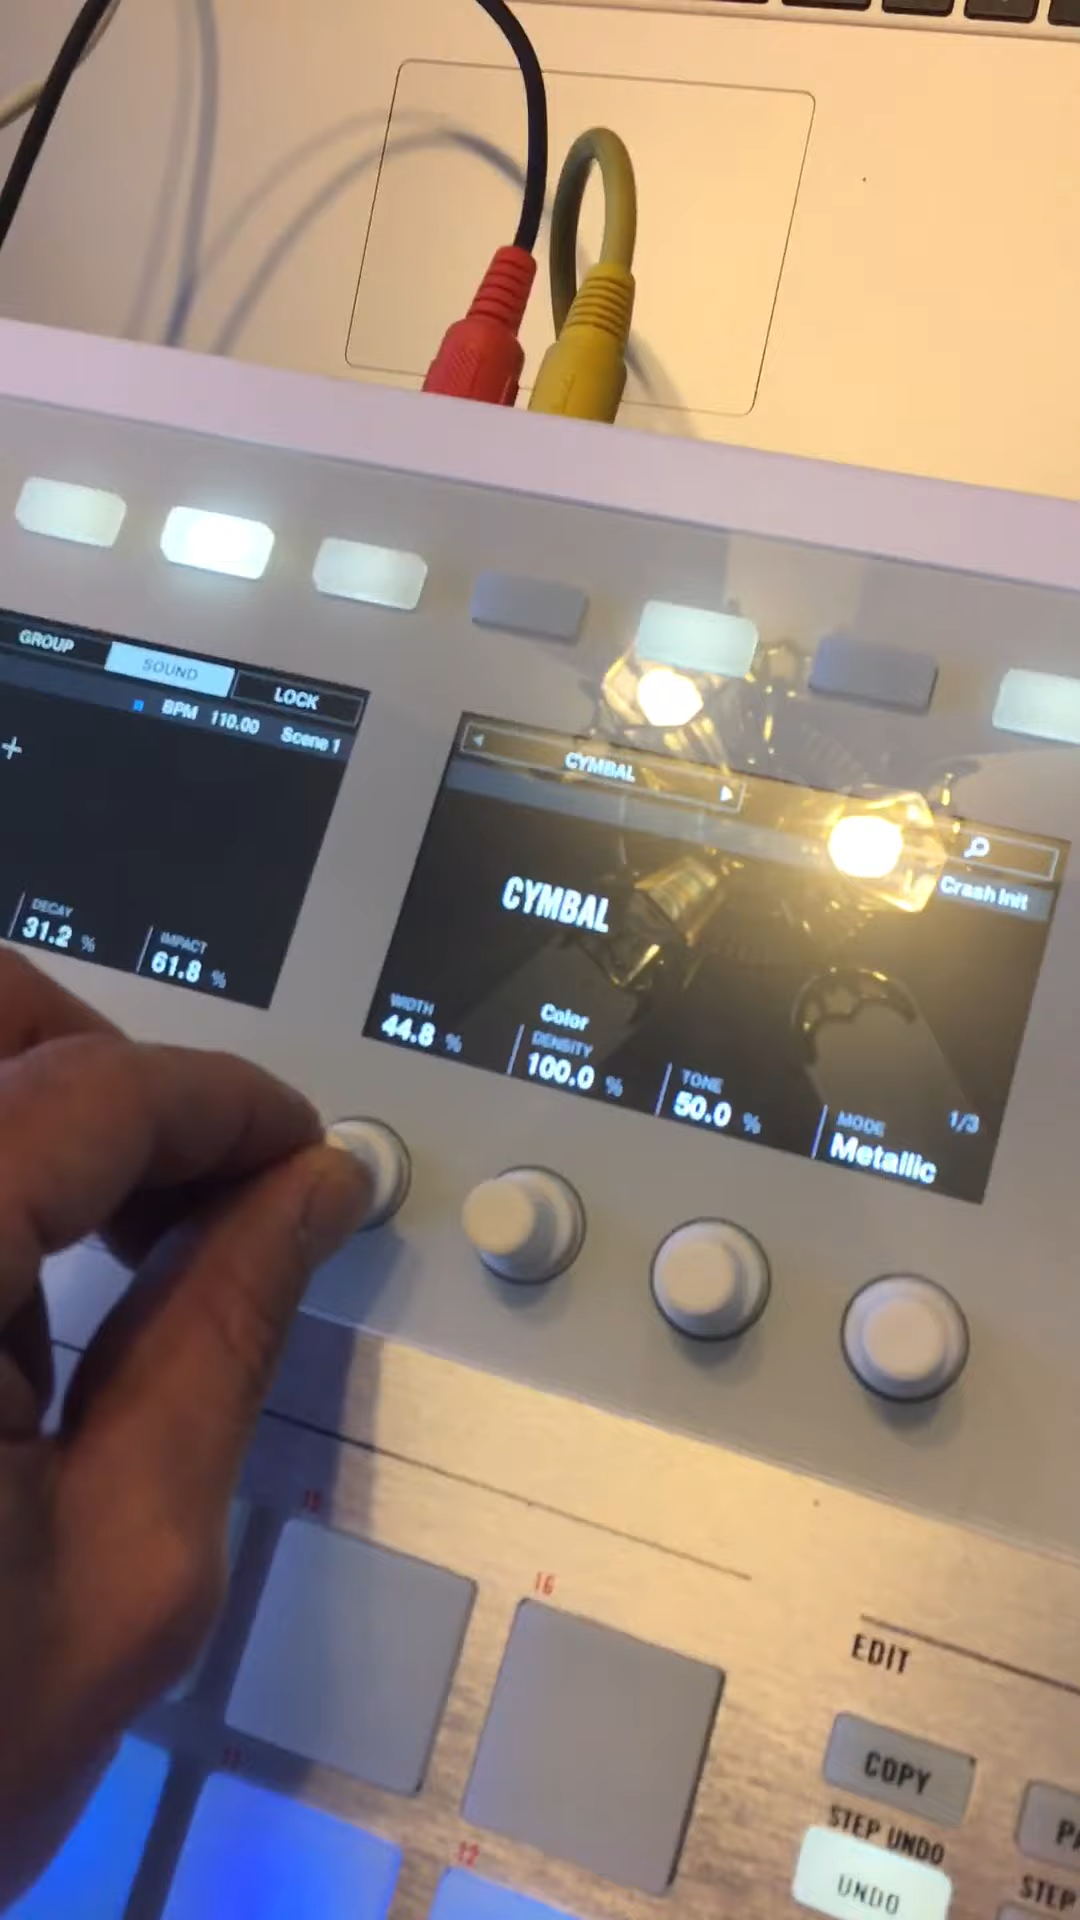 GROUP
SOUND
LOCK
BPM 110.00 Scene 1
DECAY
31.2 %
IMPACT
61.8 %
CYMBAL
Crash Init
CYMBAL
WIDTH
44.8 %
Color
DENSITY
100.0 %
TONE
50.0 %
1/3
MODE
Metallic
16
12
EDIT
COPY
STEP UNDO
UNDO
PA
STEP